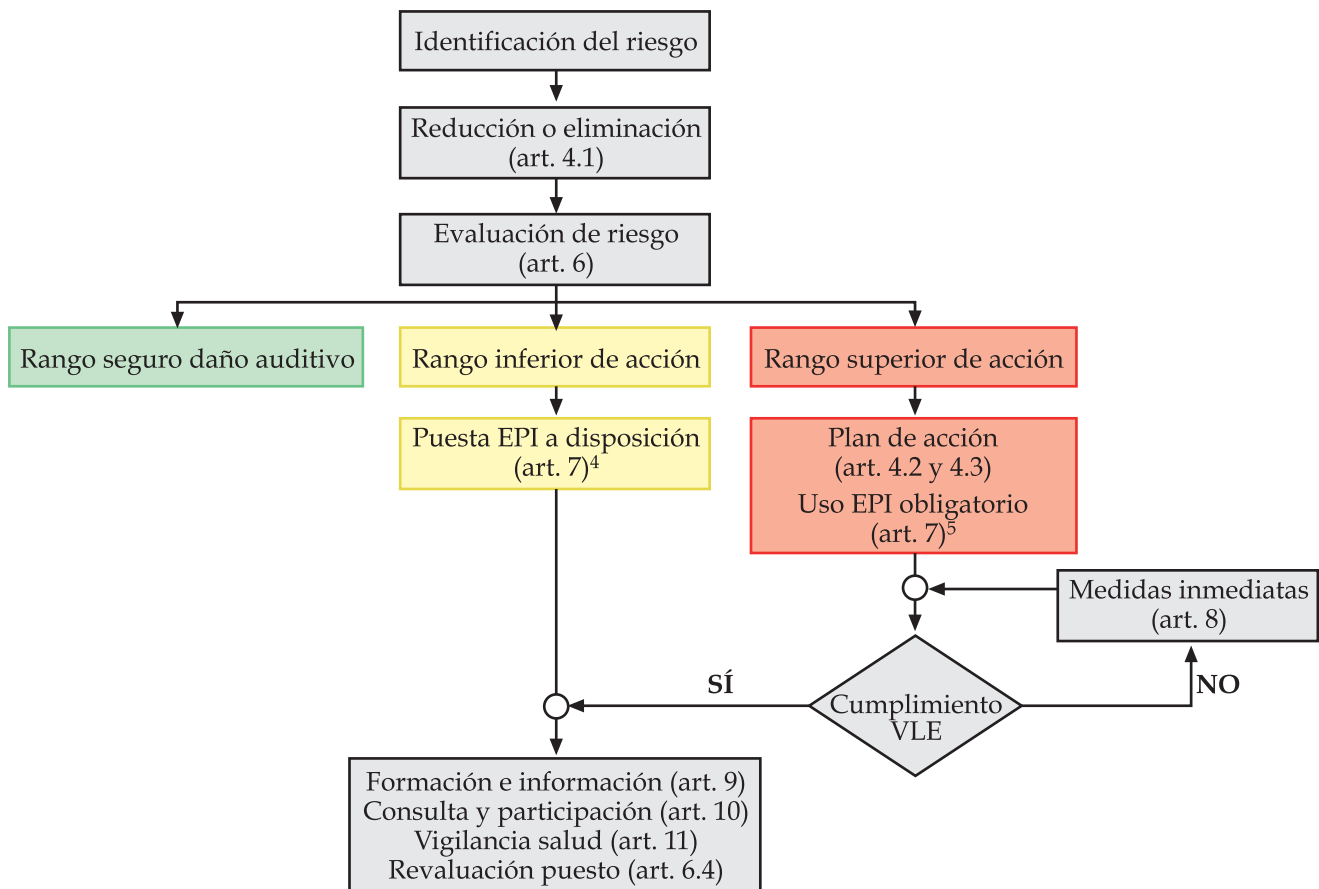 Identificación del riesgo
Reducción o eliminación
(art. 4.1)
Evaluación de riesgo
(art. 6)
Rango seguro daño auditivo
Rango inferior de acción
Rango superior de acción
Puesta EPI a disposición
(art. 7)⁴
Plan de acción
(art. 4.2 y 4.3)
Uso EPI obligatorio
(art. 7)⁵
Medidas inmediatas
(art. 8)
SÍ
NO
Cumplimiento
VLE
Formación e información (art. 9)
Consulta y participación (art. 10)
Vigilancia salud (art. 11)
Revaluación puesto (art. 6.4)